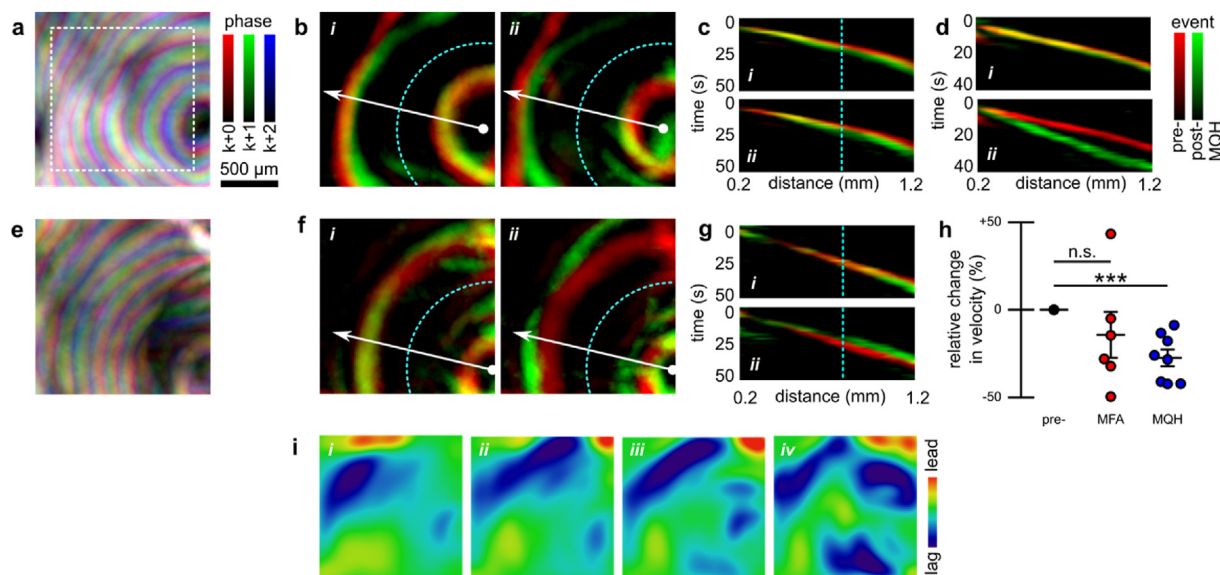 a
phase
k+0
k+1
k+2
500 µm
b
i
ii
c
time (s)
0
25
50
i
0
25
50
ii
0.2
distance (mm)
1.2
d
time (s)
0
20
40
i
0
20
40
ii
0.2
distance (mm)
1.2
event
pre-
post-
MQH
e
f
i
ii
g
time (s)
0
25
50
i
0
25
50
ii
0.2
distance (mm)
1.2
h
relative change
in velocity (%)
+50
0
-50
n.s.
***
pre-
MFA
MQH
i
i
ii
iii
iv
lead
lag